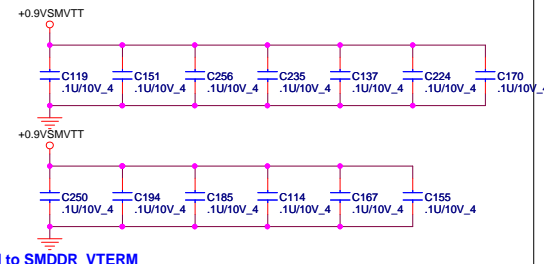 +0.9VSMVTT
C119 C151 C256 C235 C137 C224 C170
.1U/10V_4 .1U/10V_4 .1U/10V_4 .1U/10V_4 .1U/10V_4 .1U/10V_4 .1U/10V_4
+0.9VSMVTT
C250 C194 C185 C114 C167 C155
.1U/10V_4 .1U/10V_4 .1U/10V_4 .1U/10V_4 .1U/10V_4 .1U/10V_4
to SMDDR_VTERM